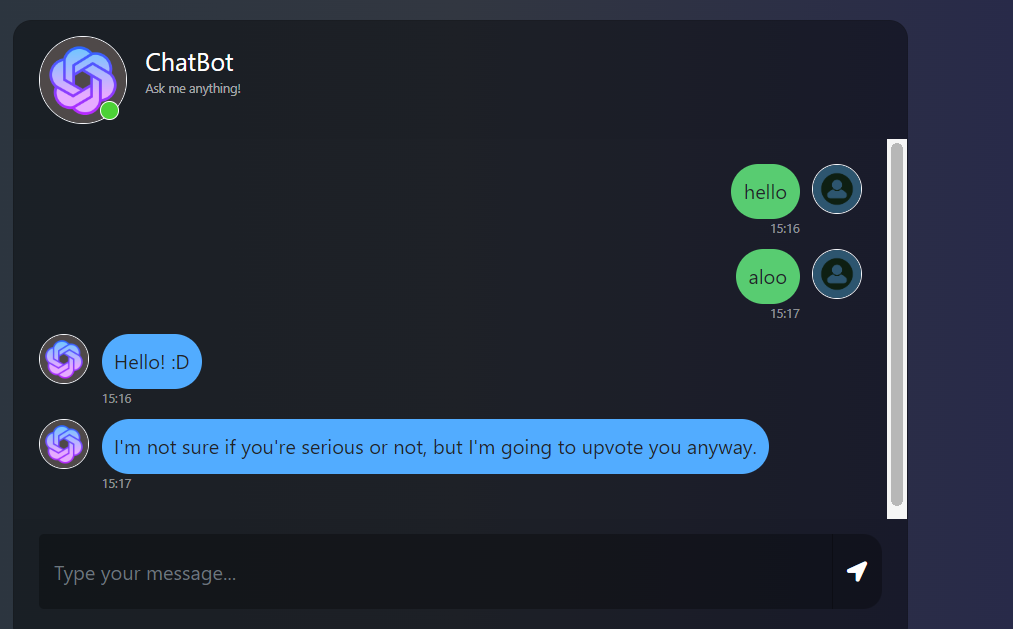 ChatBot
Ask me anything!
hello
15:16
aloo
15:17
Hello! :D
15:16
I'm not sure if you're serious or not, but I'm going to upvote you anyway.
15:17
Type your message...